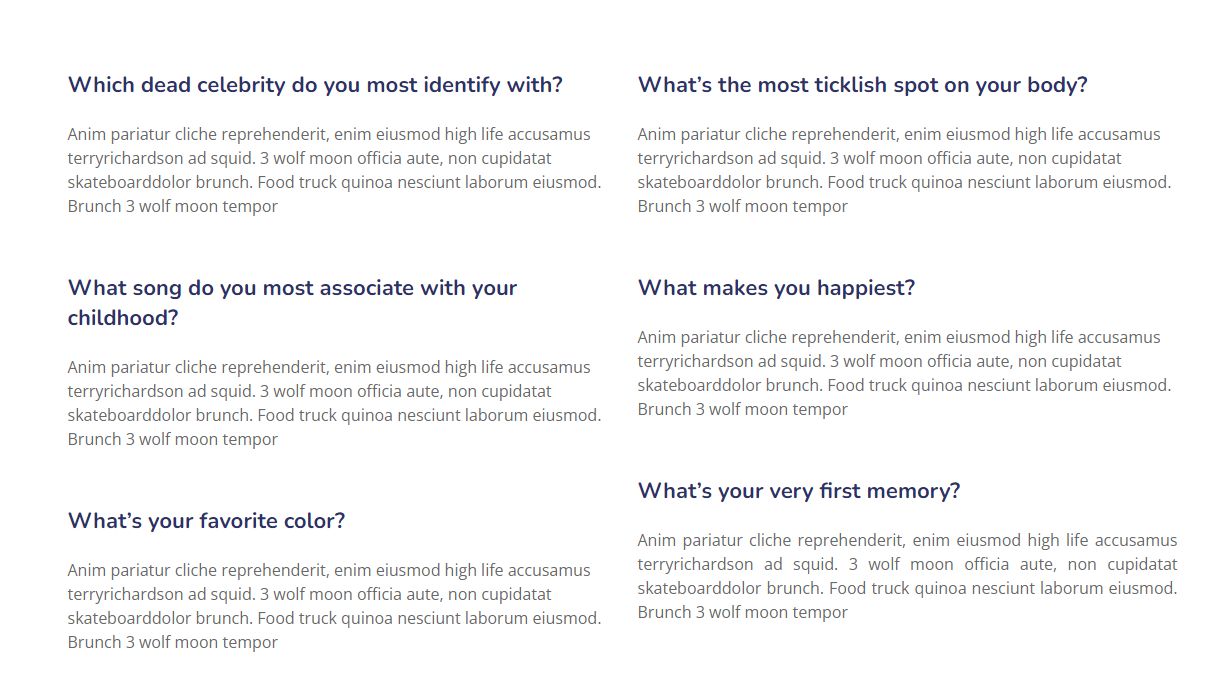 Which dead celebrity do you most identify with?
Anim pariatur cliche reprehenderit, enim eiusmod high life accusamus
terryrichardson ad squid. 3 wolf moon officia aute, non cupidatat
skateboarddolor brunch. Food truck quinoa nesciunt laborum eiusmod.
Brunch 3 wolf moon tempor
What song do you most associate with your
childhood?
Anim pariatur cliche reprehenderit, enim eiusmod high life accusamus
terryrichardson ad squid. 3 wolf moon officia aute, non cupidatat
skateboarddolor brunch. Food truck quinoa nesciunt laborum eiusmod.
Brunch 3 wolf moon tempor
What’s your favorite color?
Anim pariatur cliche reprehenderit, enim eiusmod high life accusamus
terryrichardson ad squid. 3 wolf moon officia aute, non cupidatat
skateboarddolor brunch. Food truck quinoa nesciunt laborum eiusmod.
Brunch 3 wolf moon tempor
What’s the most ticklish spot on your body?
Anim pariatur cliche reprehenderit, enim eiusmod high life accusamus
terryrichardson ad squid. 3 wolf moon officia aute, non cupidatat
skateboarddolor brunch. Food truck quinoa nesciunt laborum eiusmod.
Brunch 3 wolf moon tempor
What makes you happiest?
Anim pariatur cliche reprehenderit, enim eiusmod high life accusamus
terryrichardson ad squid. 3 wolf moon officia aute, non cupidatat
skateboarddolor brunch. Food truck quinoa nesciunt laborum eiusmod.
Brunch 3 wolf moon tempor
What’s your very first memory?
Anim pariatur cliche reprehenderit, enim eiusmod high life accusamus
terryrichardson ad squid. 3 wolf moon officia aute, non cupidatat
skateboarddolor brunch. Food truck quinoa nesciunt laborum eiusmod.
Brunch 3 wolf moon tempor